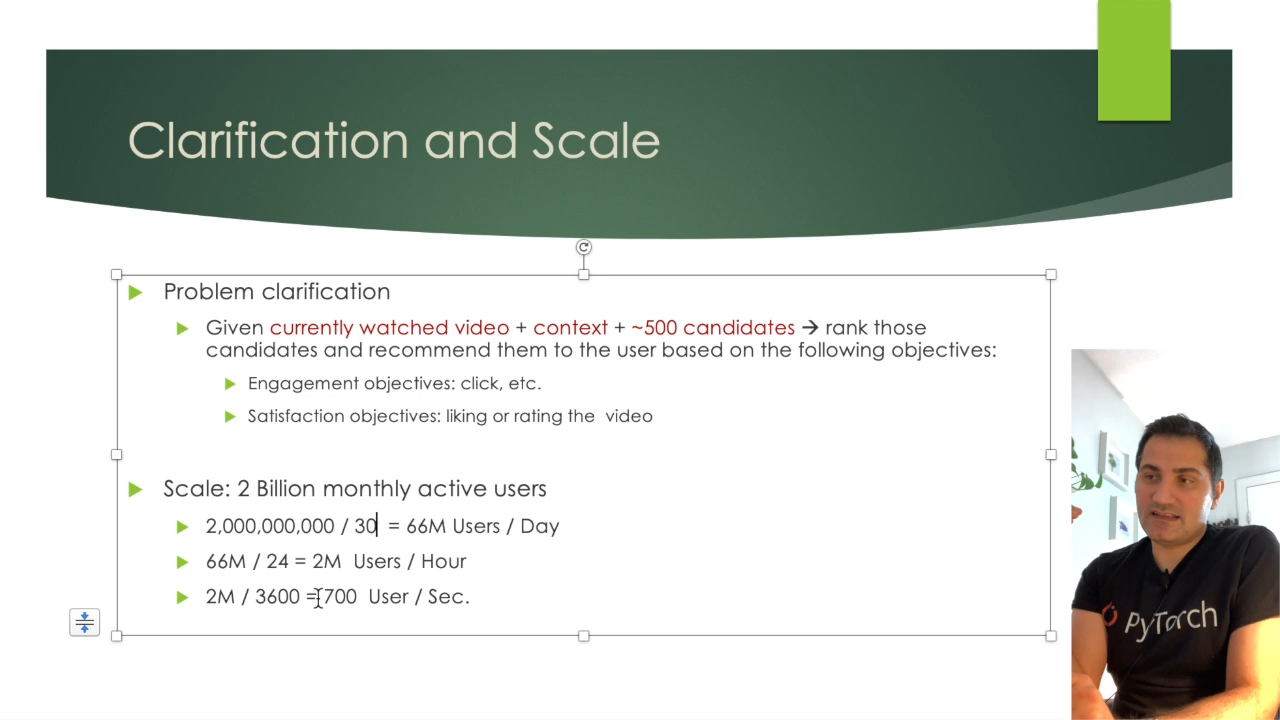 Clarification and Scale
Problem clarification
Given currently watched video + context + ~500 candidates → rank those
candidates and recommend them to the user based on the following objectives:
Engagement objectives: click, etc.
Satisfaction objectives: liking or rating the video
Scale: 2 Billion monthly active users
2,000,000,000 / 30 = 66M Users / Day
66M / 24 = 2M Users / Hour
2M / 3600 = 700 User / Sec.
PyTorch